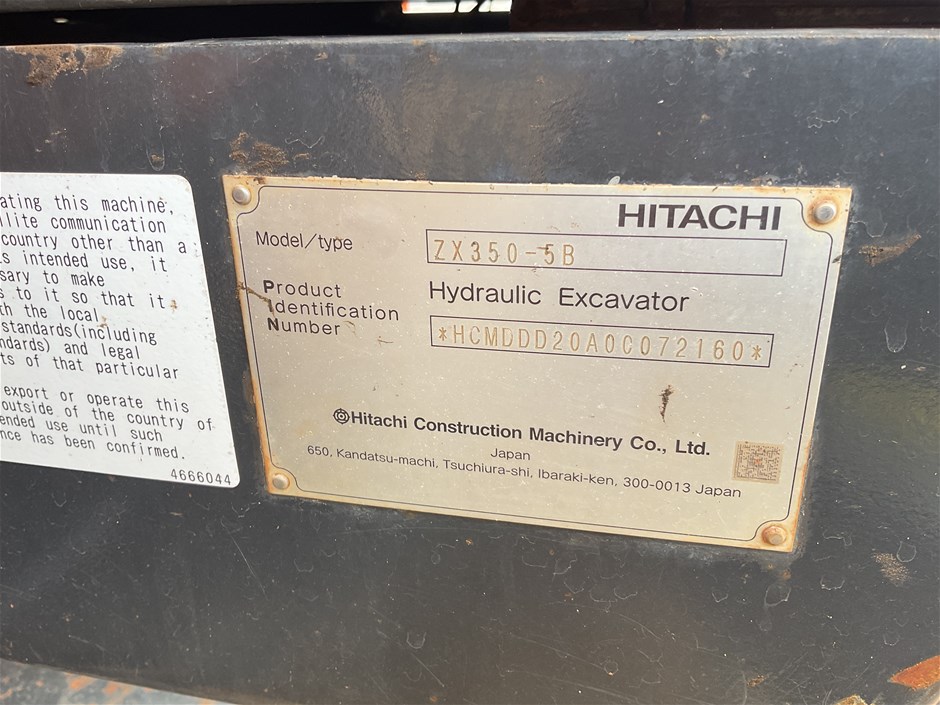 ating this machine,
llite communication
country other than a
s intended use, it
sary to make
s to it so that it
th the local
standards(including
ndards) and legal
ts of that particular
export or operate this
outside of the country of
ended use until such
nce has been confirmed.
4666044
HITACHI
Model/type ZX350-5B
Hydraulic Excavator
Product
Identification
Number *HCMDDD20A0C072160*
Hitachi Construction Machinery Co., Ltd.
Japan
650, Kandatsu-machi, Tsuchiura-shi, Ibaraki-ken, 300-0013 Japan